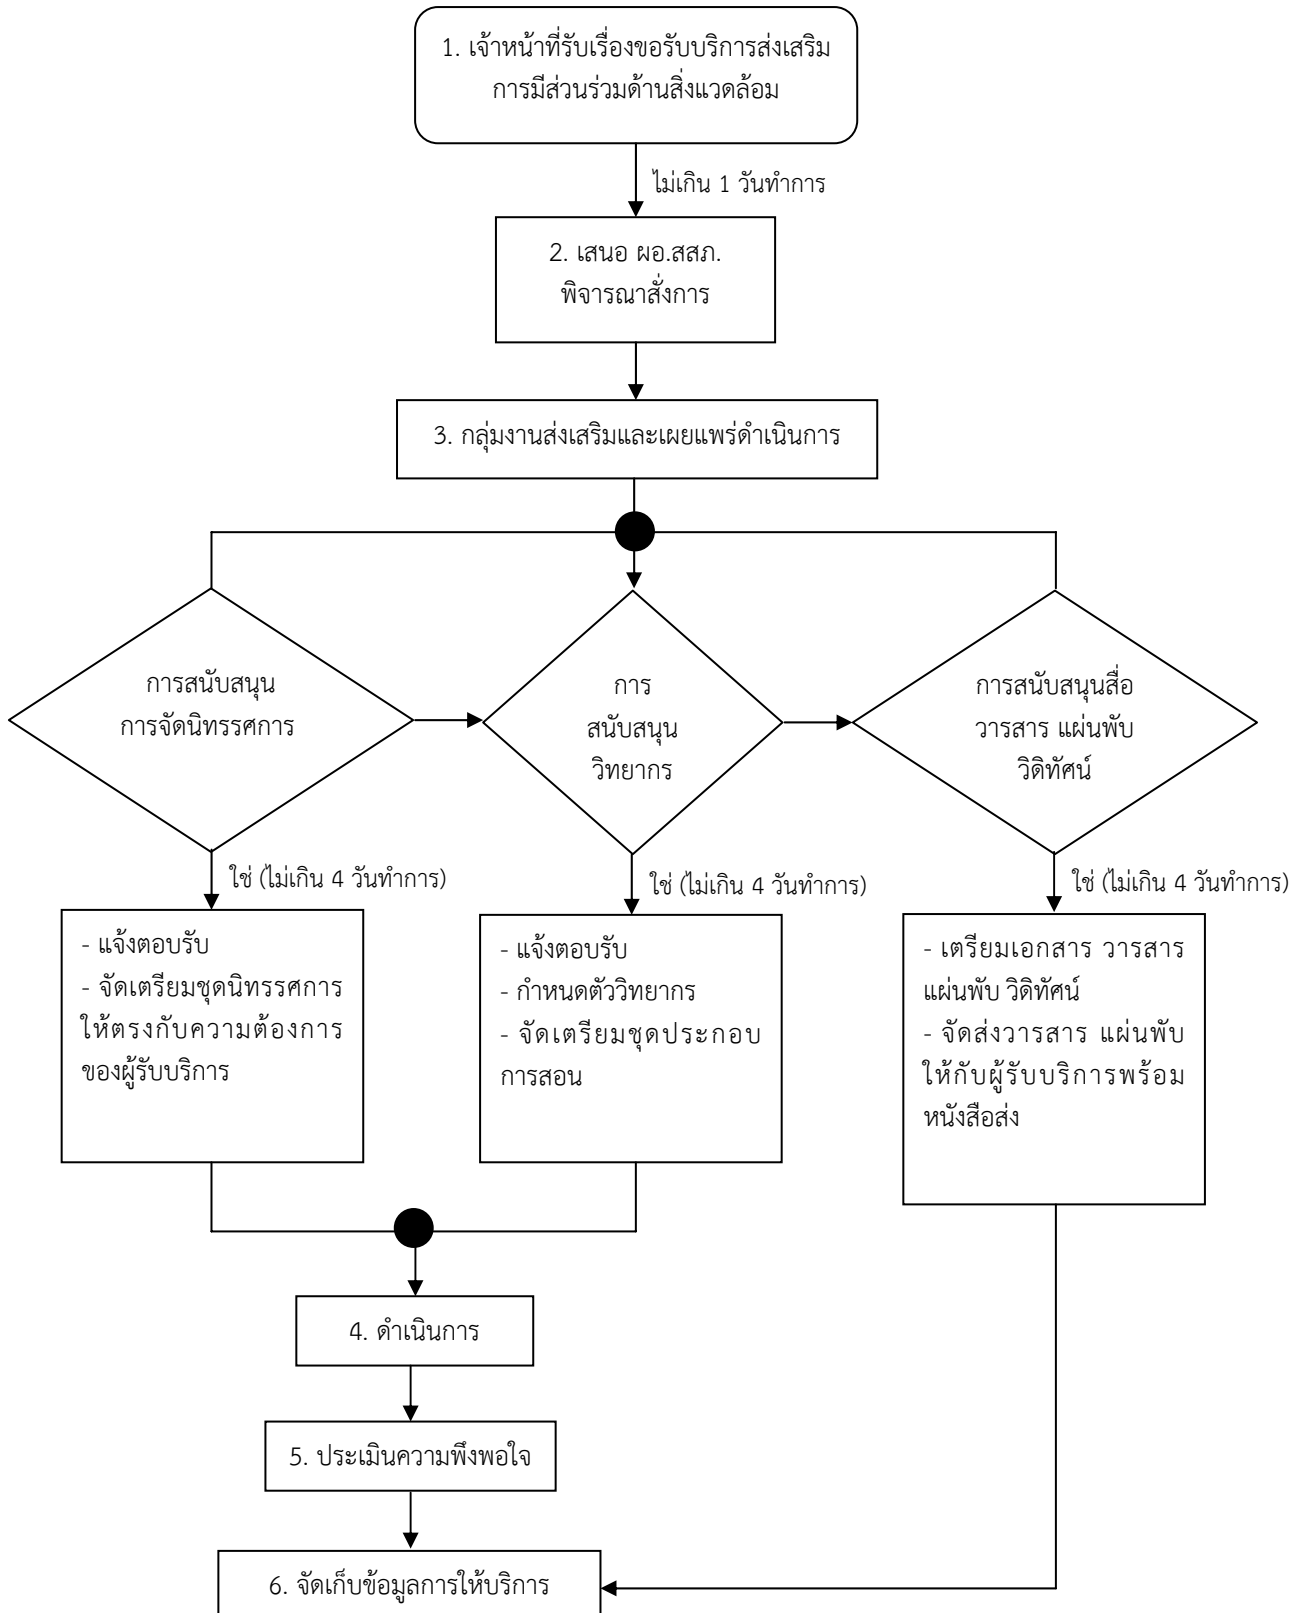 1. เจ้าหน้าที่รับเรื่องขอรับบริการส่งเสริม
การมีส่วนร่วมด้านสิ่งแวดล้อม
ไม่เกิน 1 วันทำการ
2. เสนอ ผอ.สสภ.
พิจารณาสั่งการ
3. กลุ่มงานส่งเสริมและเผยแพร่ดำเนินการ
การสนับสนุน
การจัดนิทรรศการ
การ
สนับสนุน
วิทยากร
การสนับสนุนสื่อ
วารสาร แผ่นพับ
วิดิทัศน์
ใช่ (ไม่เกิน 4 วันทำการ)
ใช่ (ไม่เกิน 4 วันทำการ)
ใช่ (ไม่เกิน 4 วันทำการ)
- แจ้งตอบรับ
- จัดเตรียมชุดนิทรรศการ
ให้ตรงกับความต้องการ
ของผู้รับบริการ
- แจ้งตอบรับ
- กำหนดตัววิทยากร
- จัดเตรียมชุดประกอบ
การสอน
- เตรียมเอกสาร วารสาร
แผ่นพับ วิดิทัศน์
- จัดส่งวารสาร แผ่นพับ
ให้กับผู้รับบริการพร้อม
หนังสือส่ง
4. ดำเนินการ
5. ประเมินความพึงพอใจ
6. จัดเก็บข้อมูลการให้บริการ